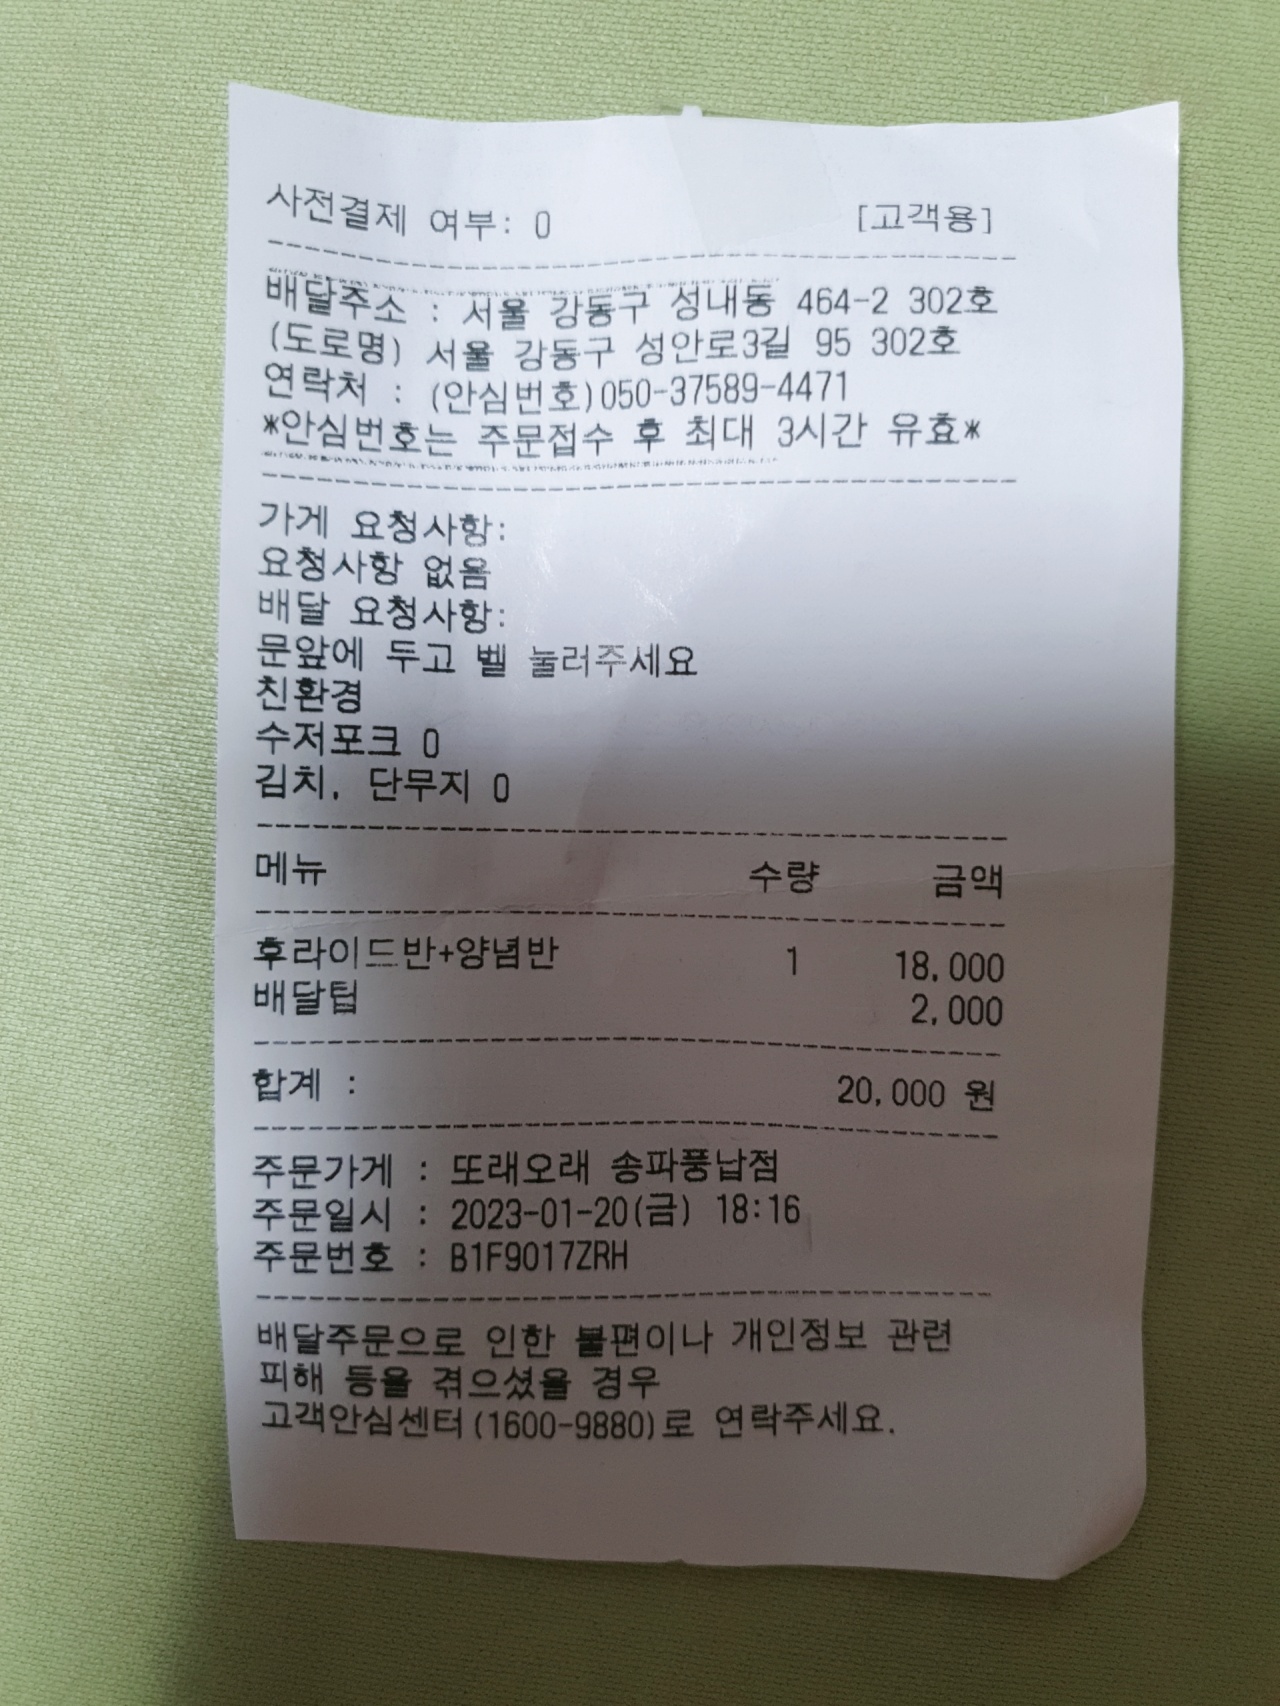 사전결제 여부: O [고객용]
배달주소 : 서울 강동구 성내동 464-2 302호
(도로명) 서울 강동구 성안로3길 95 302호
연락처 : (안심번호)050-37589-4471
*안심번호는 주문접수 후 최대 3시간 유효*
가게 요청사항:
요청사항 없음
배달 요청사항:
문앞에 두고 벨 눌러주세요
친환경
수저포크 O
김치, 단무지 O
메뉴 수량 금액
후라이드반+양념반 1 18,000
배달팁 2,000
합계 : 20,000 원
주문가게 : 또래오래 송파풍납점
주문일시 : 2023-01-20(금) 18:16
주문번호 : B1F9017ZRH
배달주문으로 인한 불편이나 개인정보 관련
피해 등을 겪으셨을 경우
고객안심센터(1600-9880)로 연락주세요.